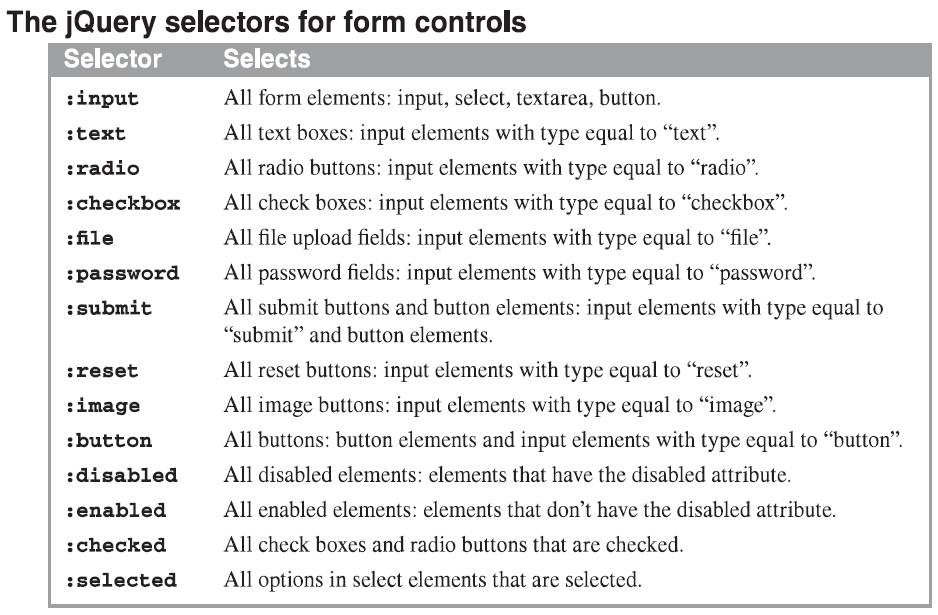 The jQuery selectors for form controls
Selector Selects
:input All form elements: input, select, textarea, button.
:text All text boxes: input elements with type equal to “text”.
:radio All radio buttons: input elements with type equal to “radio”.
:checkbox All check boxes: input elements with type equal to “checkbox”.
:file All file upload fields: input elements with type equal to “file”.
:password All password fields: input elements with type equal to “password”.
:submit All submit buttons and button elements: input elements with type equal to
“submit” and button elements.
:reset All reset buttons: input elements with type equal to “reset”.
:image All image buttons: input elements with type equal to “image”.
:button All buttons: button elements and input elements with type equal to “button”.
:disabled All disabled elements: elements that have the disabled attribute.
:enabled All enabled elements: elements that don’t have the disabled attribute.
:checked All check boxes and radio buttons that are checked.
:selected All options in select elements that are selected.